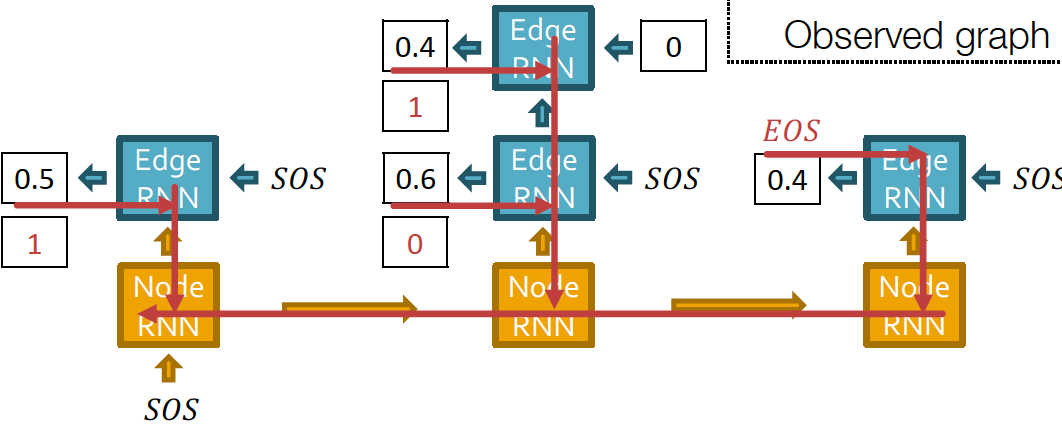 Observed graph
0.4
Edge
RNN
0
1
EOS
0.5
Edge
RNN
SOS
0.6
Edge
RNN
SOS
0.4
Edge
RNN
SOS
1
0
Node
RNN
Node
RNN
Node
RNN
SOS